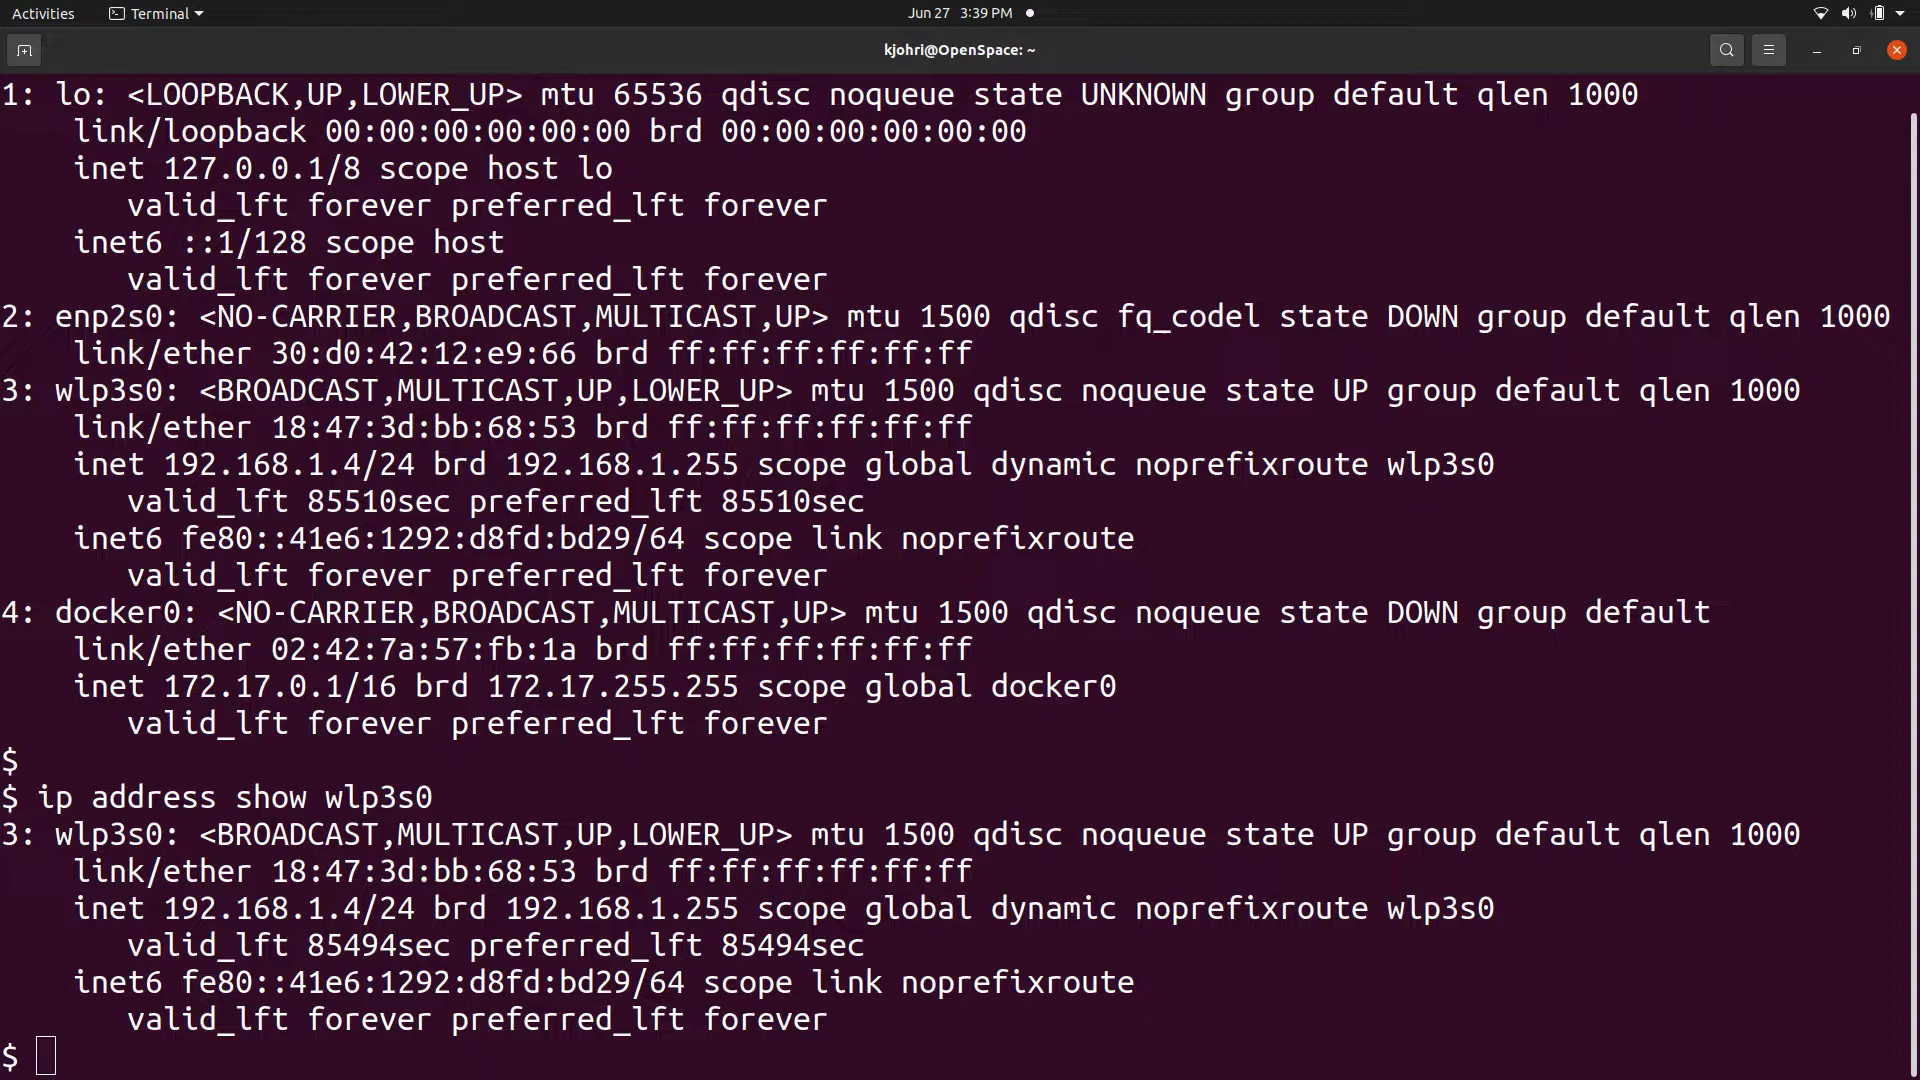 Activities Terminal Jun 27 3:39 PM
kjohri@OpenSpace: ~
1: lo: <LOOPBACK,UP,LOWER_UP> mtu 65536 qdisc noqueue state UNKNOWN group default qlen 1000
    link/loopback 00:00:00:00:00:00 brd 00:00:00:00:00:00
    inet 127.0.0.1/8 scope host lo
       valid_lft forever preferred_lft forever
    inet6 ::1/128 scope host
       valid_lft forever preferred_lft forever
2: enp2s0: <NO-CARRIER,BROADCAST,MULTICAST,UP> mtu 1500 qdisc fq_codel state DOWN group default qlen 1000
    link/ether 30:d0:42:12:e9:66 brd ff:ff:ff:ff:ff:ff
3: wlp3s0: <BROADCAST,MULTICAST,UP,LOWER_UP> mtu 1500 qdisc noqueue state UP group default qlen 1000
    link/ether 18:47:3d:bb:68:53 brd ff:ff:ff:ff:ff:ff
    inet 192.168.1.4/24 brd 192.168.1.255 scope global dynamic noprefixroute wlp3s0
       valid_lft 85510sec preferred_lft 85510sec
    inet6 fe80::41e6:1292:d8fd:bd29/64 scope link noprefixroute
       valid_lft forever preferred_lft forever
4: docker0: <NO-CARRIER,BROADCAST,MULTICAST,UP> mtu 1500 qdisc noqueue state DOWN group default
    link/ether 02:42:7a:57:fb:1a brd ff:ff:ff:ff:ff:ff
    inet 172.17.0.1/16 brd 172.17.255.255 scope global docker0
       valid_lft forever preferred_lft forever
$
$ ip address show wlp3s0
3: wlp3s0: <BROADCAST,MULTICAST,UP,LOWER_UP> mtu 1500 qdisc noqueue state UP group default qlen 1000
    link/ether 18:47:3d:bb:68:53 brd ff:ff:ff:ff:ff:ff
    inet 192.168.1.4/24 brd 192.168.1.255 scope global dynamic noprefixroute wlp3s0
       valid_lft 85494sec preferred_lft 85494sec
    inet6 fe80::41e6:1292:d8fd:bd29/64 scope link noprefixroute
       valid_lft forever preferred_lft forever
$